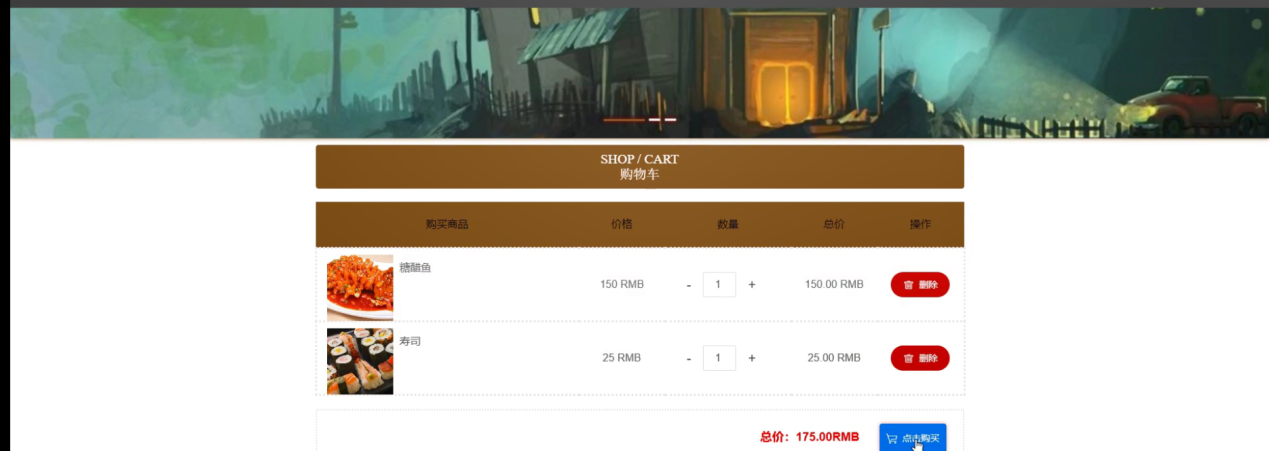 SHOP / CART
购物车
购买商品 价格 数量 总价 操作
糖醋鱼
150 RMB - 1 + 150.00 RMB 删除
寿司
25 RMB - 1 + 25.00 RMB 删除
总价：175.00RMB 点击购买